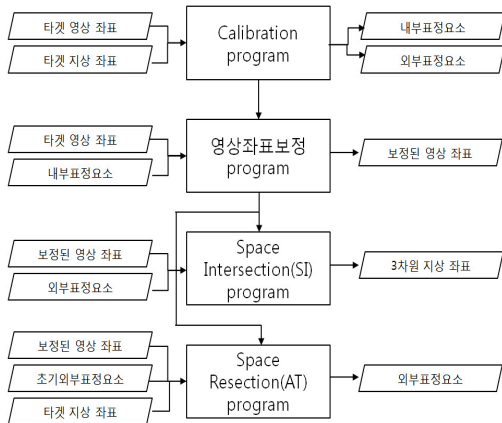 타겟 영상 좌표
타겟 지상 좌표
Calibration
program
내부표정요소
외부표정요소
타겟 영상 좌표
내부표정요소
영상좌표보정
program
보정된 영상 좌표
보정된 영상 좌표
외부표정요소
Space
Intersection(SI)
program
3차원 지상 좌표
보정된 영상 좌표
초기외부표정요소
타겟 지상 좌표
Space
Resection(AT)
program
외부표정요소